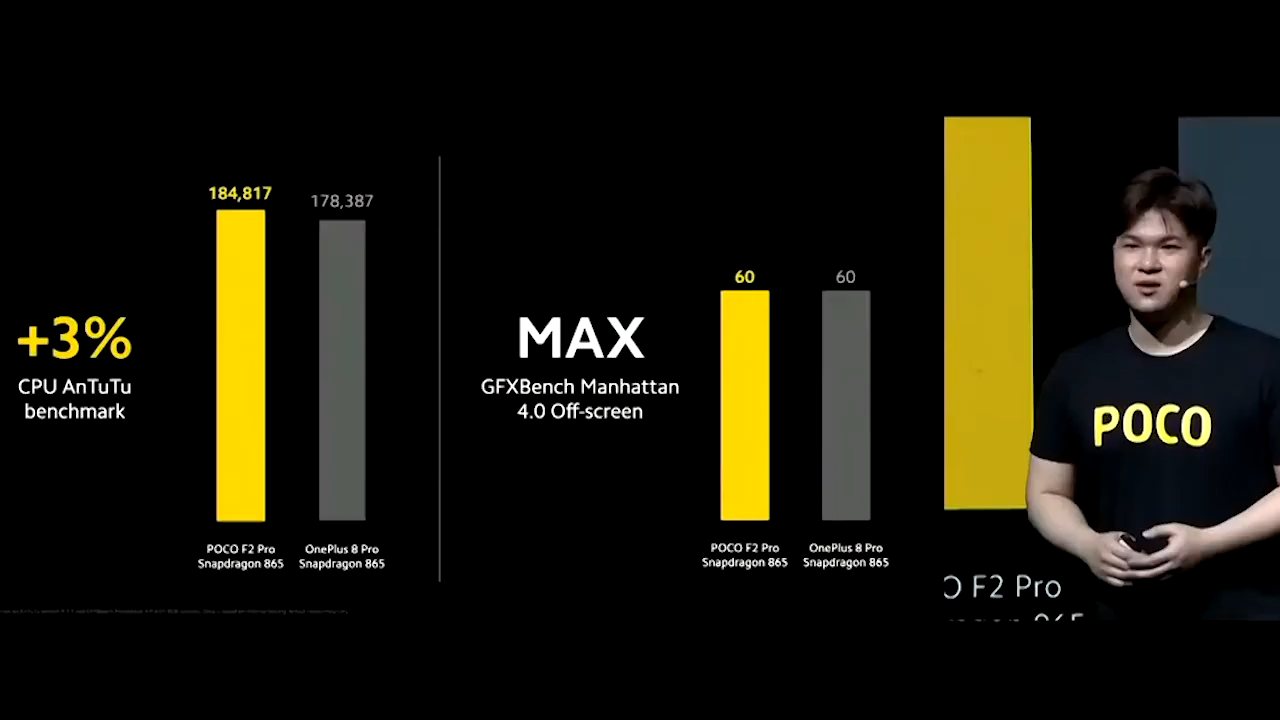 +3%
CPU AnTuTu
benchmark
184,817
178,387
POCO F2 Pro
Snapdragon 865
OnePlus 8 Pro
Snapdragon 865
MAX
GFXBench Manhattan
4.0 Off-screen
60
60
POCO F2 Pro
Snapdragon 865
OnePlus 8 Pro
Snapdragon 865
POCO
O F2 Pro